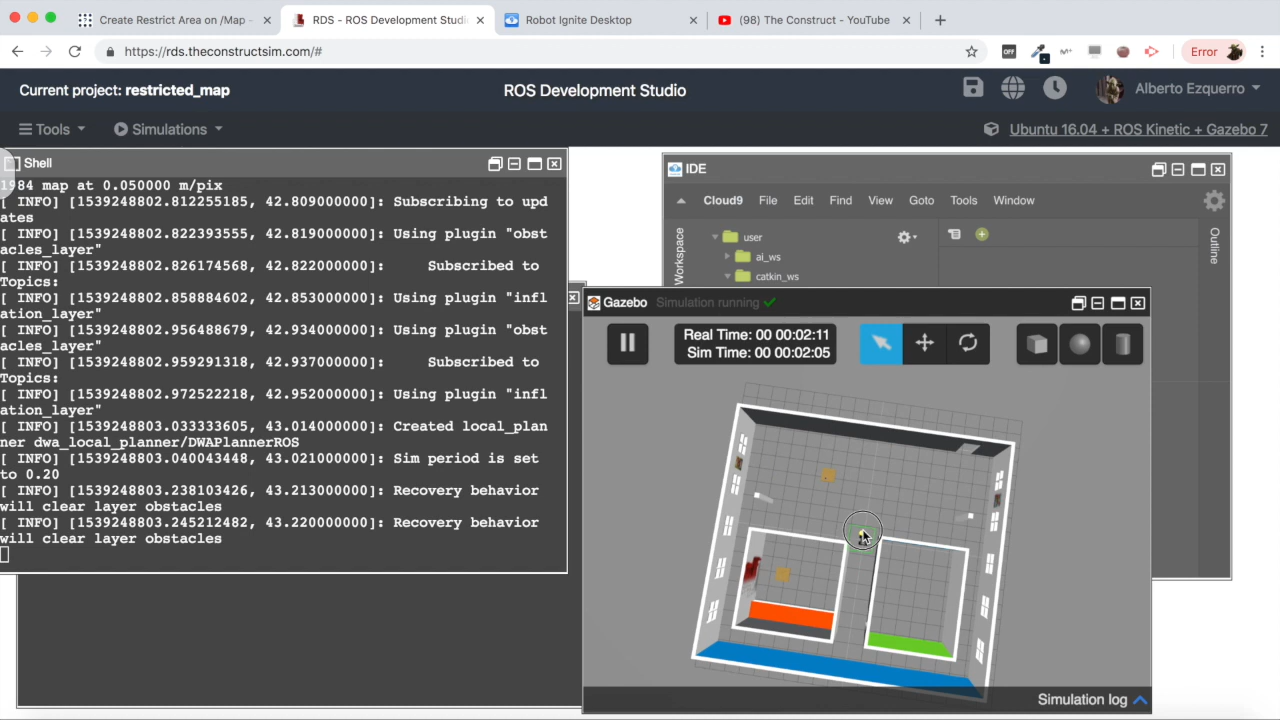 Create Restrict Area on /Map -
RDS - ROS Development Studi
Robot Ignite Desktop
(98) The Construct - YouTube
https://rds.theconstructsim.com/#
OFF
M+
Error
Current project: restricted_map
ROS Development Studio
Alberto Ezquerro
Tools
Simulations
Ubuntu 16.04 + ROS Kinetic + Gazebo 7
Shell
1984 map at 0.050000 m/pix
[ INFO] [1539248802.812255185, 42.809000000]: Subscribing to upd
ates
[ INFO] [1539248802.822393555, 42.819000000]: Using plugin "obst
acles_layer"
[ INFO] [1539248802.826174568, 42.822000000]:     Subscribed to
Topics:
[ INFO] [1539248802.858884602, 42.853000000]: Using plugin "infl
ation_layer"
[ INFO] [1539248802.956488679, 42.934000000]: Using plugin "obst
acles_layer"
[ INFO] [1539248802.959291318, 42.937000000]:     Subscribed to
Topics:
[ INFO] [1539248802.972522218, 42.952000000]: Using plugin "infl
ation_layer"
[ INFO] [1539248803.033333605, 43.014000000]: Created local_plan
ner dwa_local_planner/DWAPlannerROS
[ INFO] [1539248803.040043448, 43.021000000]: Sim period is set
to 0.20
[ INFO] [1539248803.238103426, 43.213000000]: Recovery behavior
will clear layer obstacles
[ INFO] [1539248803.245212482, 43.220000000]: Recovery behavior
will clear layer obstacles
IDE
Cloud9 File Edit Find View Goto Tools Window
Workspace
user
ai_ws
catkin_ws
Outline
Gazebo Simulation running
Real Time: 00 00:02:11
Sim Time: 00 00:02:05
Simulation log